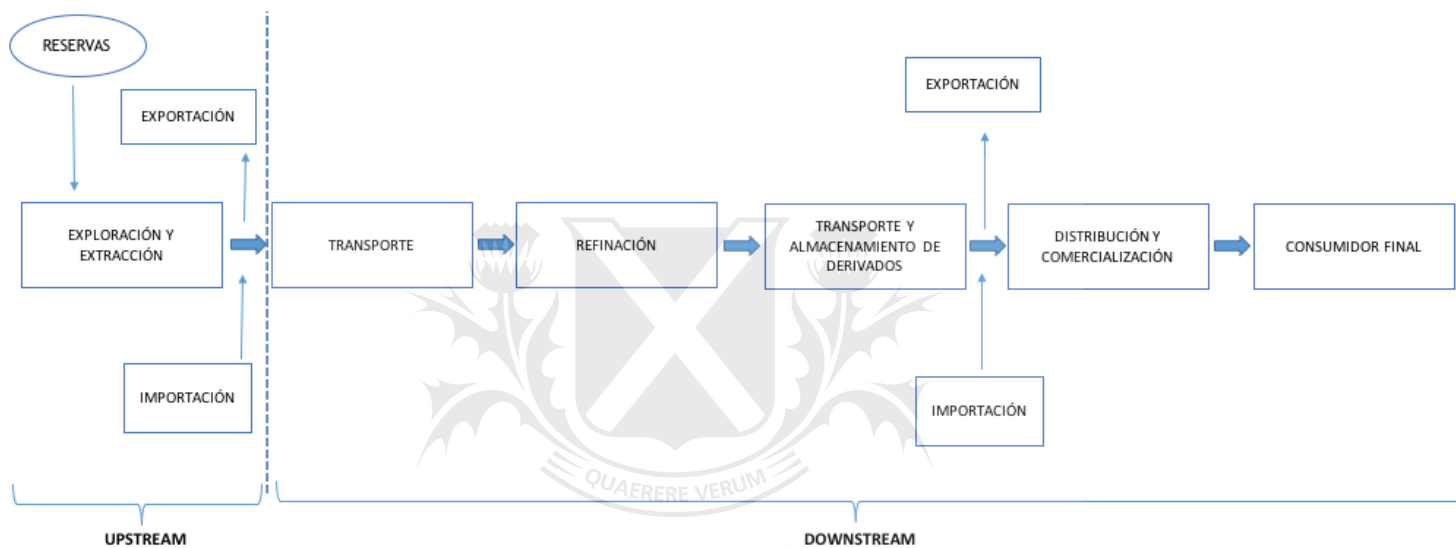 RESERVAS
EXPORTACIÓN
EXPORTACIÓN
EXPLORACIÓN Y
EXTRACCIÓN
TRANSPORTE
REFINACIÓN
TRANSPORTE Y
ALMACENAMIENTO DE
DERIVADOS
DISTRIBUCIÓN Y
COMERCIALIZACIÓN
CONSUMIDOR FINAL
IMPORTACIÓN
IMPORTACIÓN
QUAERERE VERUM
UPSTREAM
DOWNSTREAM